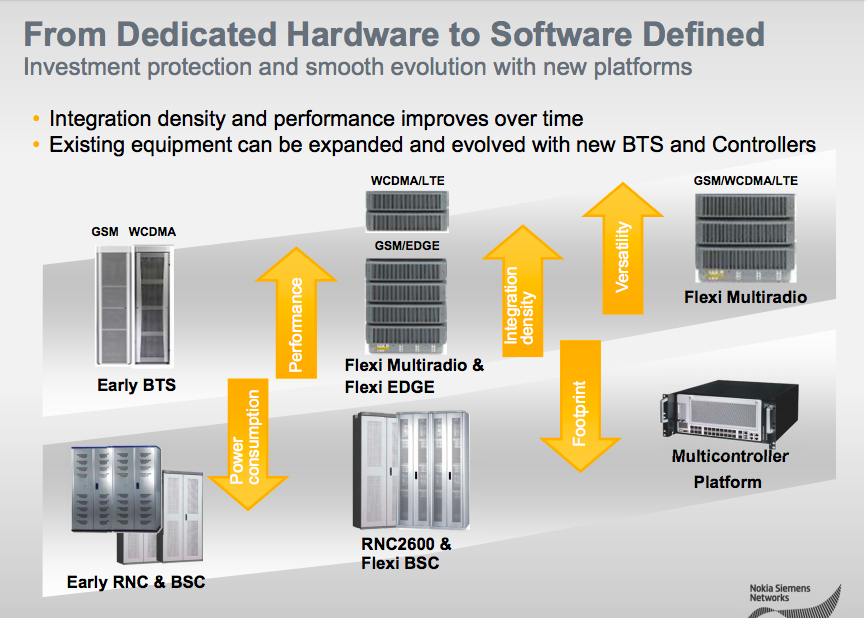 From Dedicated Hardware to Software Defined
Investment protection and smooth evolution with new platforms
• Integration density and performance improves over time
• Existing equipment can be expanded and evolved with new BTS and Controllers
GSM WCDMA
Early BTS
Performance
WCDMA/LTE
GSM/EDGE
Flexi Multiradio &
Flexi EDGE
Integration
density
Versatility
GSM/WCDMA/LTE
Flexi Multiradio
Early RNC & BSC
Power
consumption
RNC2600 &
Flexi BSC
Footprint
Multicontroller
Platform
Nokia Siemens
Networks